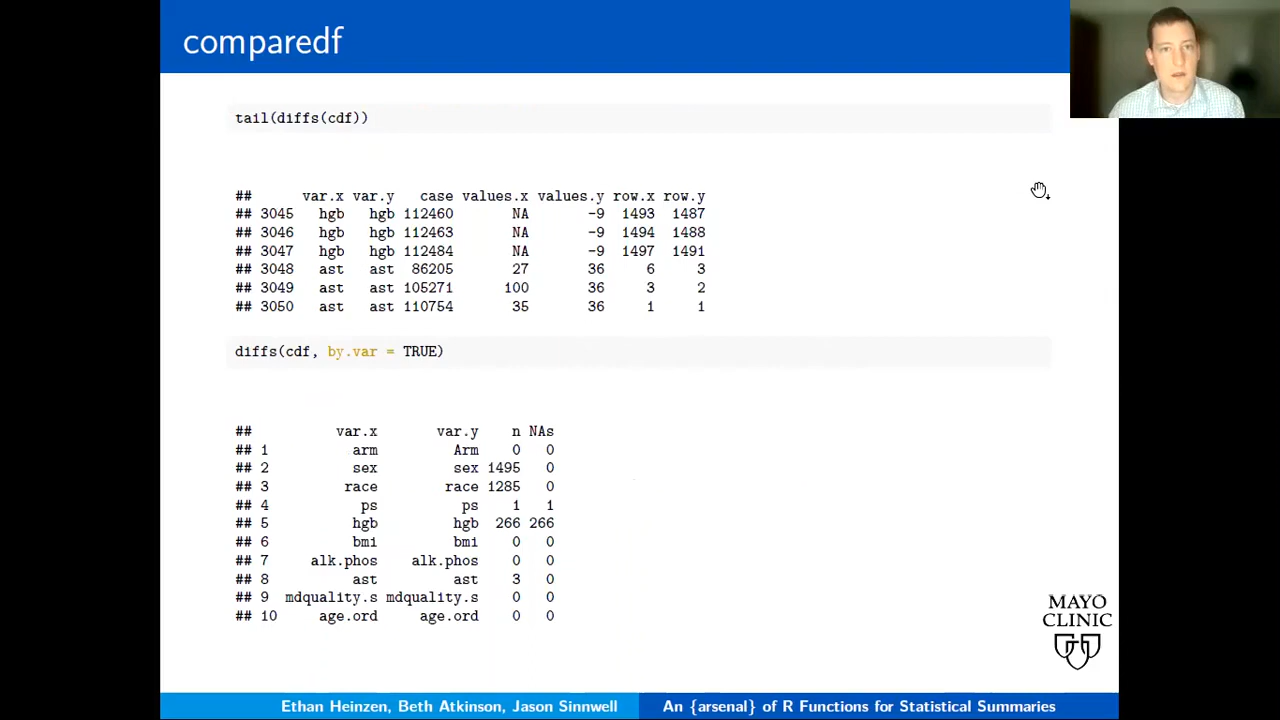 comparedf
tail(diffs(cdf))
## var.x var.y case values.x values.y row.x row.y
## 3045 hgb hgb 112460 NA -9 1493 1487
## 3046 hgb hgb 112463 NA -9 1494 1488
## 3047 hgb hgb 112484 NA -9 1497 1491
## 3048 ast ast 86205 27 36 6 3
## 3049 ast ast 105271 100 36 3 2
## 3050 ast ast 110754 35 36 1 1
diffs(cdf, by.var = TRUE)
## var.x var.y n NAs
## 1 arm Arm 0 0
## 2 sex sex 1495 0
## 3 race race 1285 0
## 4 ps ps 1 1
## 5 hgb hgb 266 266
## 6 bmi bmi 0 0
## 7 alk.phos alk.phos 0 0
## 8 ast ast 3 0
## 9 mdquality.s mdquality.s 0 0
## 10 age.ord age.ord 0 0
MAYO
CLINIC
Ethan Heinzen, Beth Atkinson, Jason Sinnwell
An {arsenal} of R Functions for Statistical Summaries